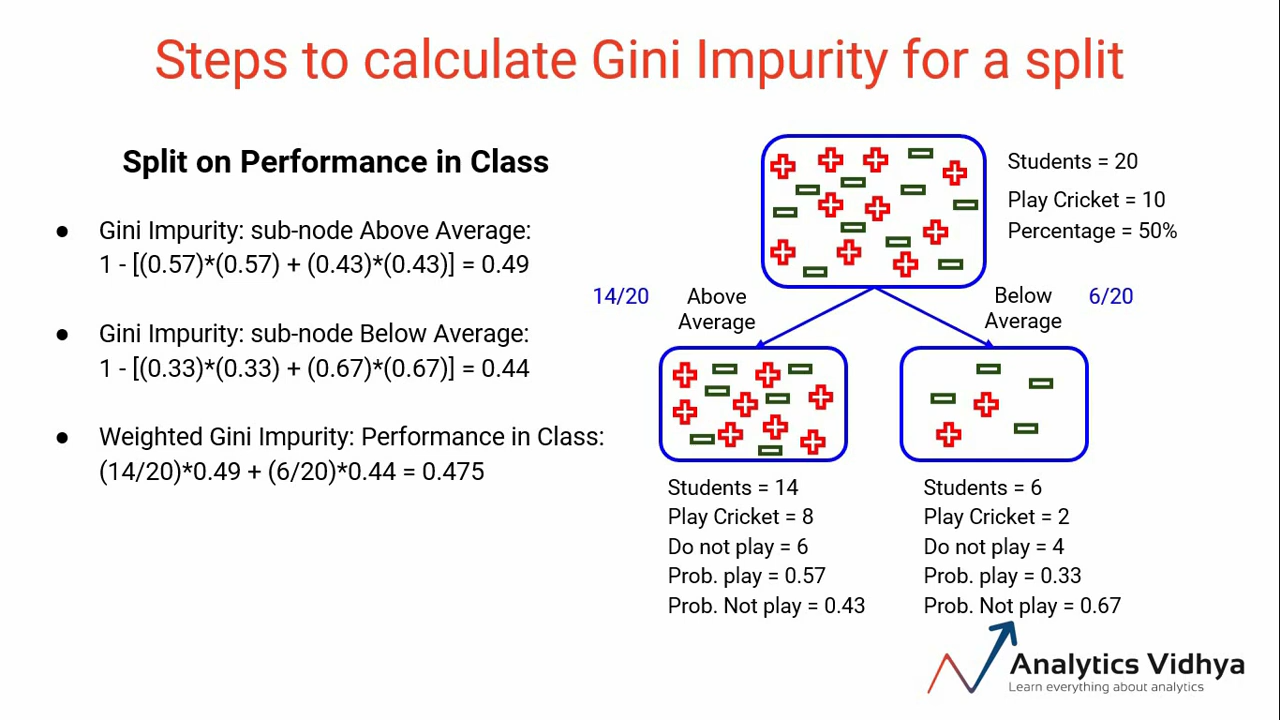 Steps to calculate Gini Impurity for a split
Split on Performance in Class
● Gini Impurity: sub-node Above Average:
1 - [(0.57)*(0.57) + (0.43)*(0.43)] = 0.49
● Gini Impurity: sub-node Below Average:
1 - [(0.33)*(0.33) + (0.67)*(0.67)] = 0.44
● Weighted Gini Impurity: Performance in Class:
(14/20)*0.49 + (6/20)*0.44 = 0.475
Students = 20
Play Cricket = 10
Percentage = 50%
14/20
Above
Average
Below
Average
6/20
Students = 14
Play Cricket = 8
Do not play = 6
Prob. play = 0.57
Prob. Not play = 0.43
Students = 6
Play Cricket = 2
Do not play = 4
Prob. play = 0.33
Prob. Not play = 0.67
Analytics Vidhya
Learn everything about analytics